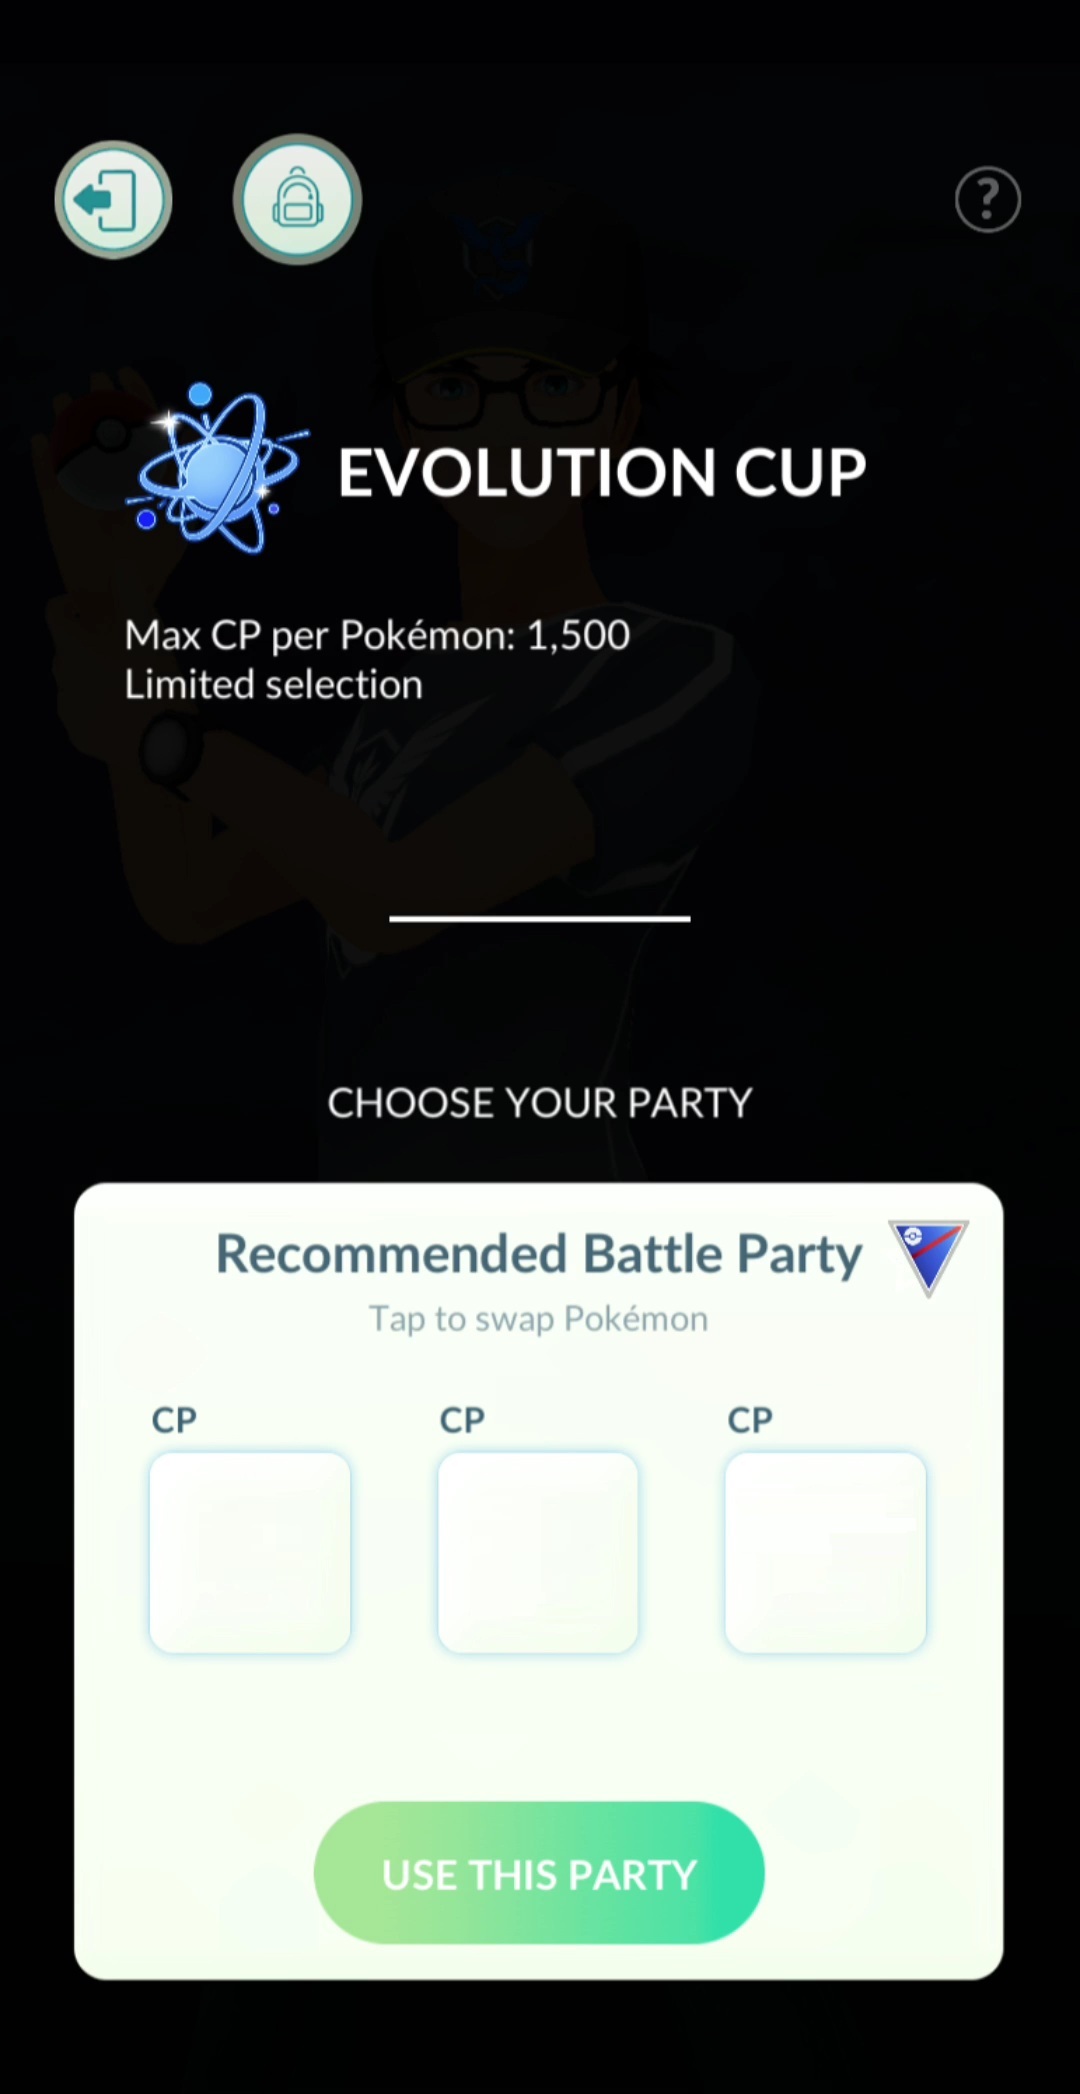 ?
EVOLUTION CUP
Max CP per Pokémon: 1,500
Limited selection
CHOOSE YOUR PARTY
Recommended Battle Party
Tap to swap Pokémon
CP CP CP
USE THIS PARTY